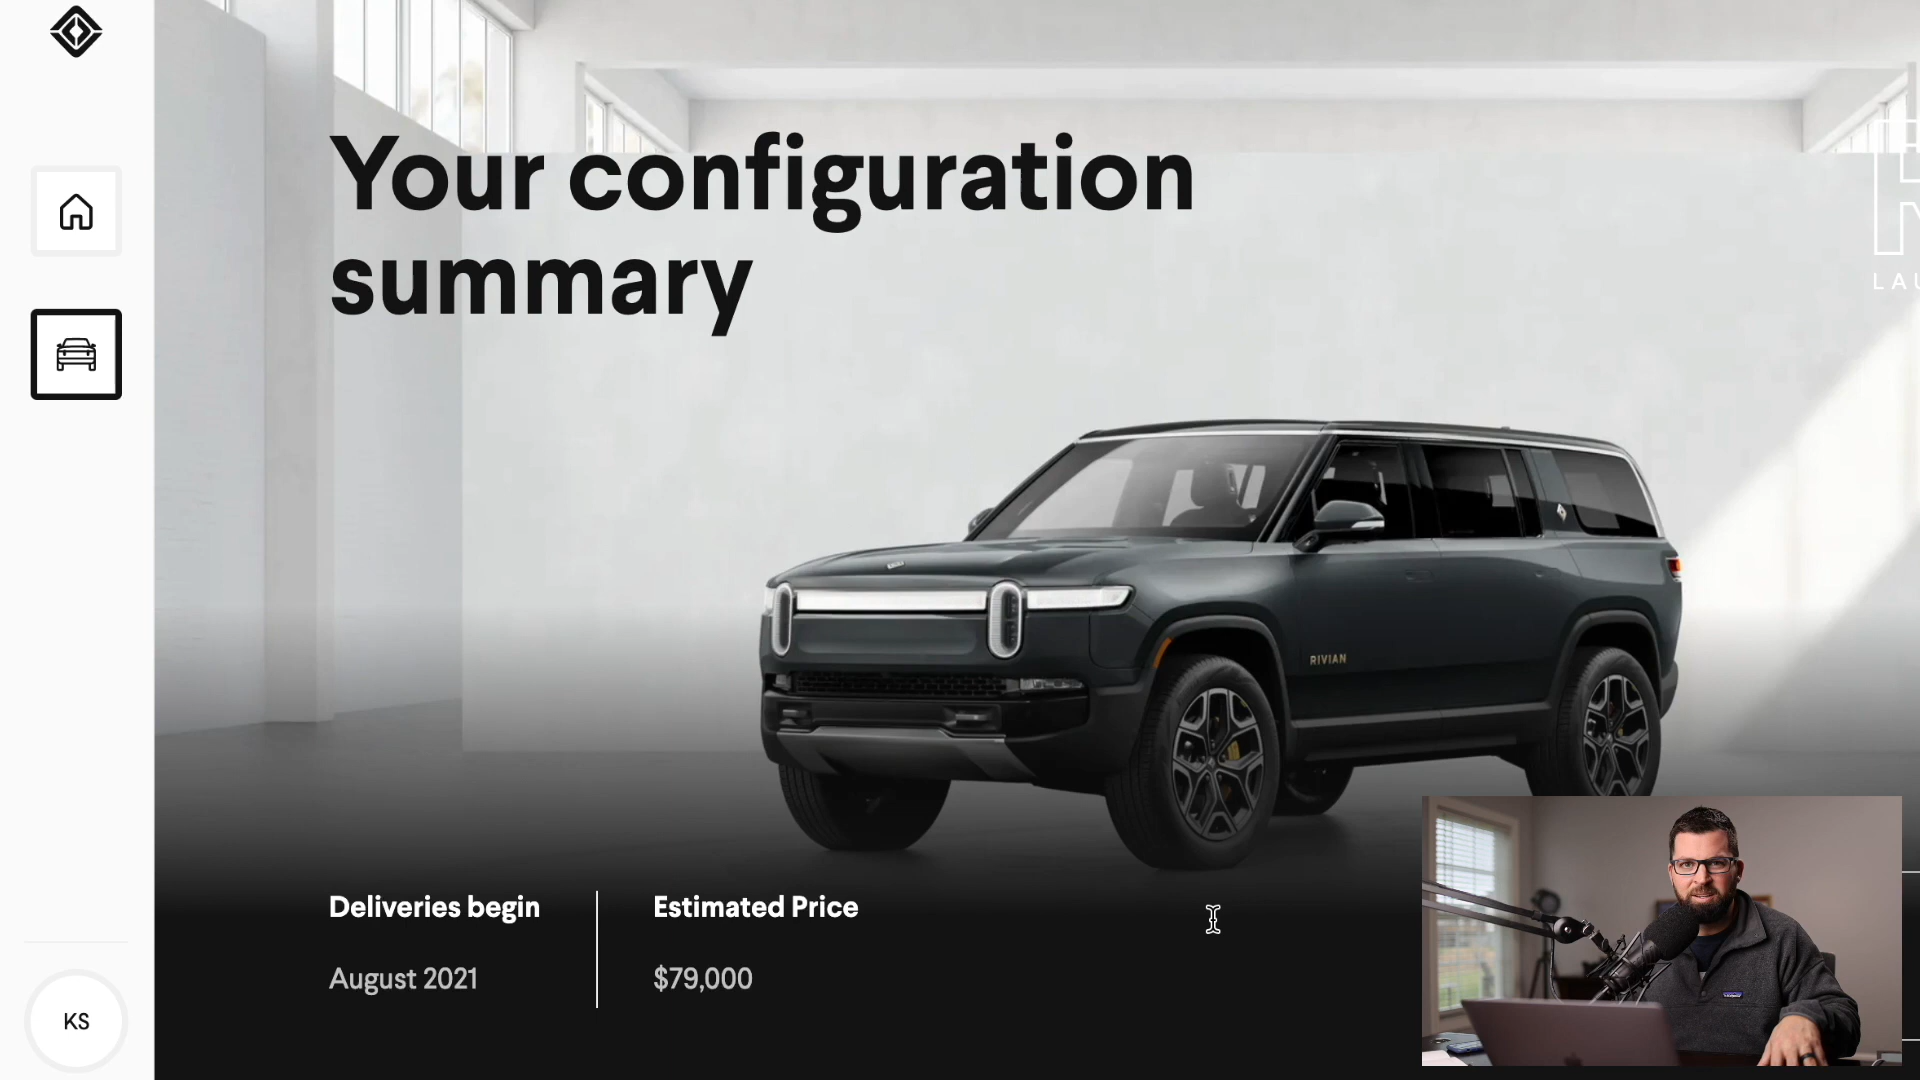 Your configuration
summary
RIVIAN
Deliveries begin
Estimated Price
August 2021
$79,000
KS